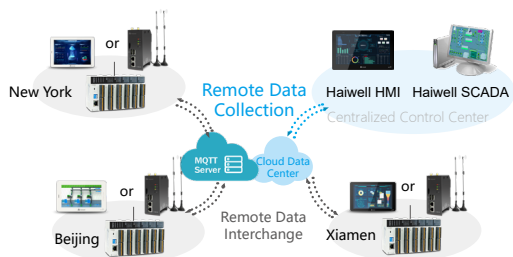 or
New York
Remote Data
Collection
Haiwell HMI
Haiwell SCADA
Centralized Control Center
MQTT
Server
Cloud Data
Center
or
Beijing
Remote Data
Interchange
or
Xiamen